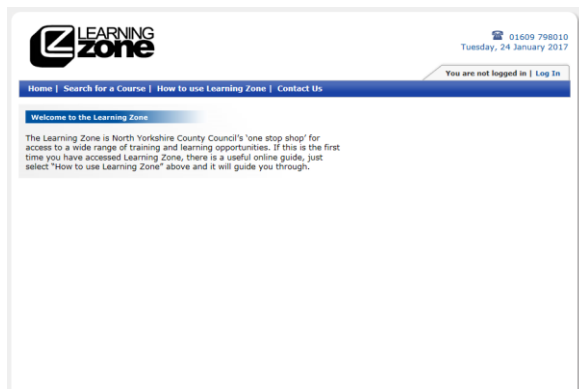 LEARNING
zone
☎ 01609 798010
Tuesday, 24 January 2017
You are not logged in | Log In
Home | Search for a Course | How to use Learning Zone | Contact Us
Welcome to the Learning Zone
The Learning Zone is North Yorkshire County Council's 'one stop shop' for
access to a wide range of training and learning opportunities. If this is the first
time you have accessed Learning Zone, there is a useful online guide, just
select "How to use Learning Zone" above and it will guide you through.